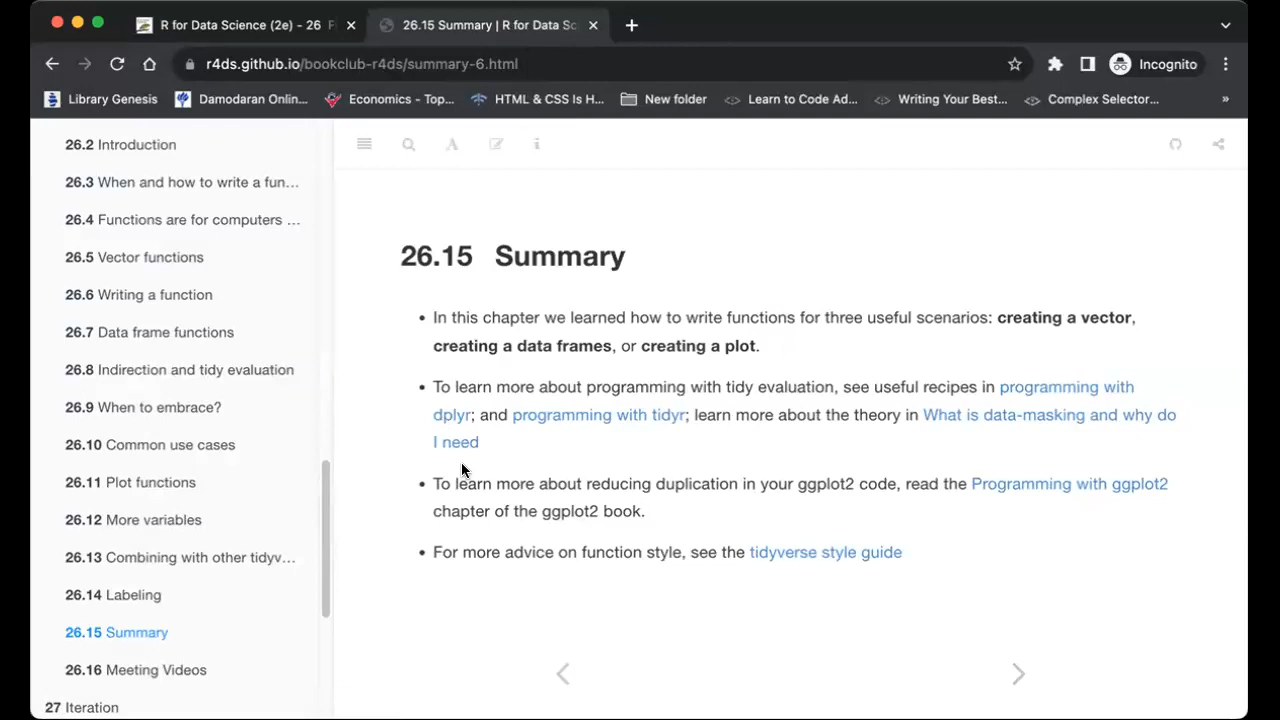 R for Data Science (2e) - 26 F
26.15 Summary | R for Data Sc
r4ds.github.io/bookclub-r4ds/summary-6.html
Incognito
Library Genesis
Damodaran Onlin...
Economics - Top...
HTML & CSS Is H...
New folder
Learn to Code Ad...
Writing Your Best...
Complex Selector...
»
26.2 Introduction
26.3 When and how to write a fun...
26.4 Functions are for computers ...
26.5 Vector functions
26.6 Writing a function
26.7 Data frame functions
26.8 Indirection and tidy evaluation
26.9 When to embrace?
26.10 Common use cases
26.11 Plot functions
26.12 More variables
26.13 Combining with other tidyv...
26.14 Labeling
26.15 Summary
26.16 Meeting Videos
27 Iteration
26.15 Summary
• In this chapter we learned how to write functions for three useful scenarios: creating a vector,
creating a data frames, or creating a plot.
• To learn more about programming with tidy evaluation, see useful recipes in programming with
dplyr; and programming with tidyr; learn more about the theory in What is data-masking and why do
I need
• To learn more about reducing duplication in your ggplot2 code, read the Programming with ggplot2
chapter of the ggplot2 book.
• For more advice on function style, see the tidyverse style guide